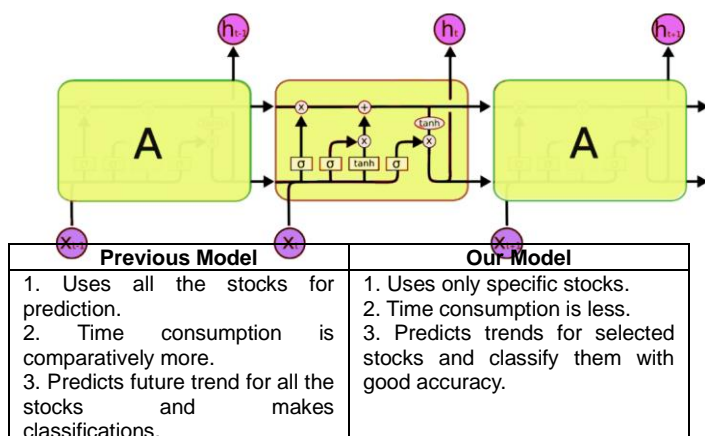 ht-1 ht ht+1
A A
x + tanh x x
σ σ tanh σ
Xt-1 Xt
Previous Model
1. Uses all the stocks for
prediction.
2. Time consumption is
comparatively more.
3. Predicts future trend for all the
stocks and makes
classifications.
Our Model
1. Uses only specific stocks.
2. Time consumption is less.
3. Predicts trends for selected
stocks and classify them with
good accuracy.